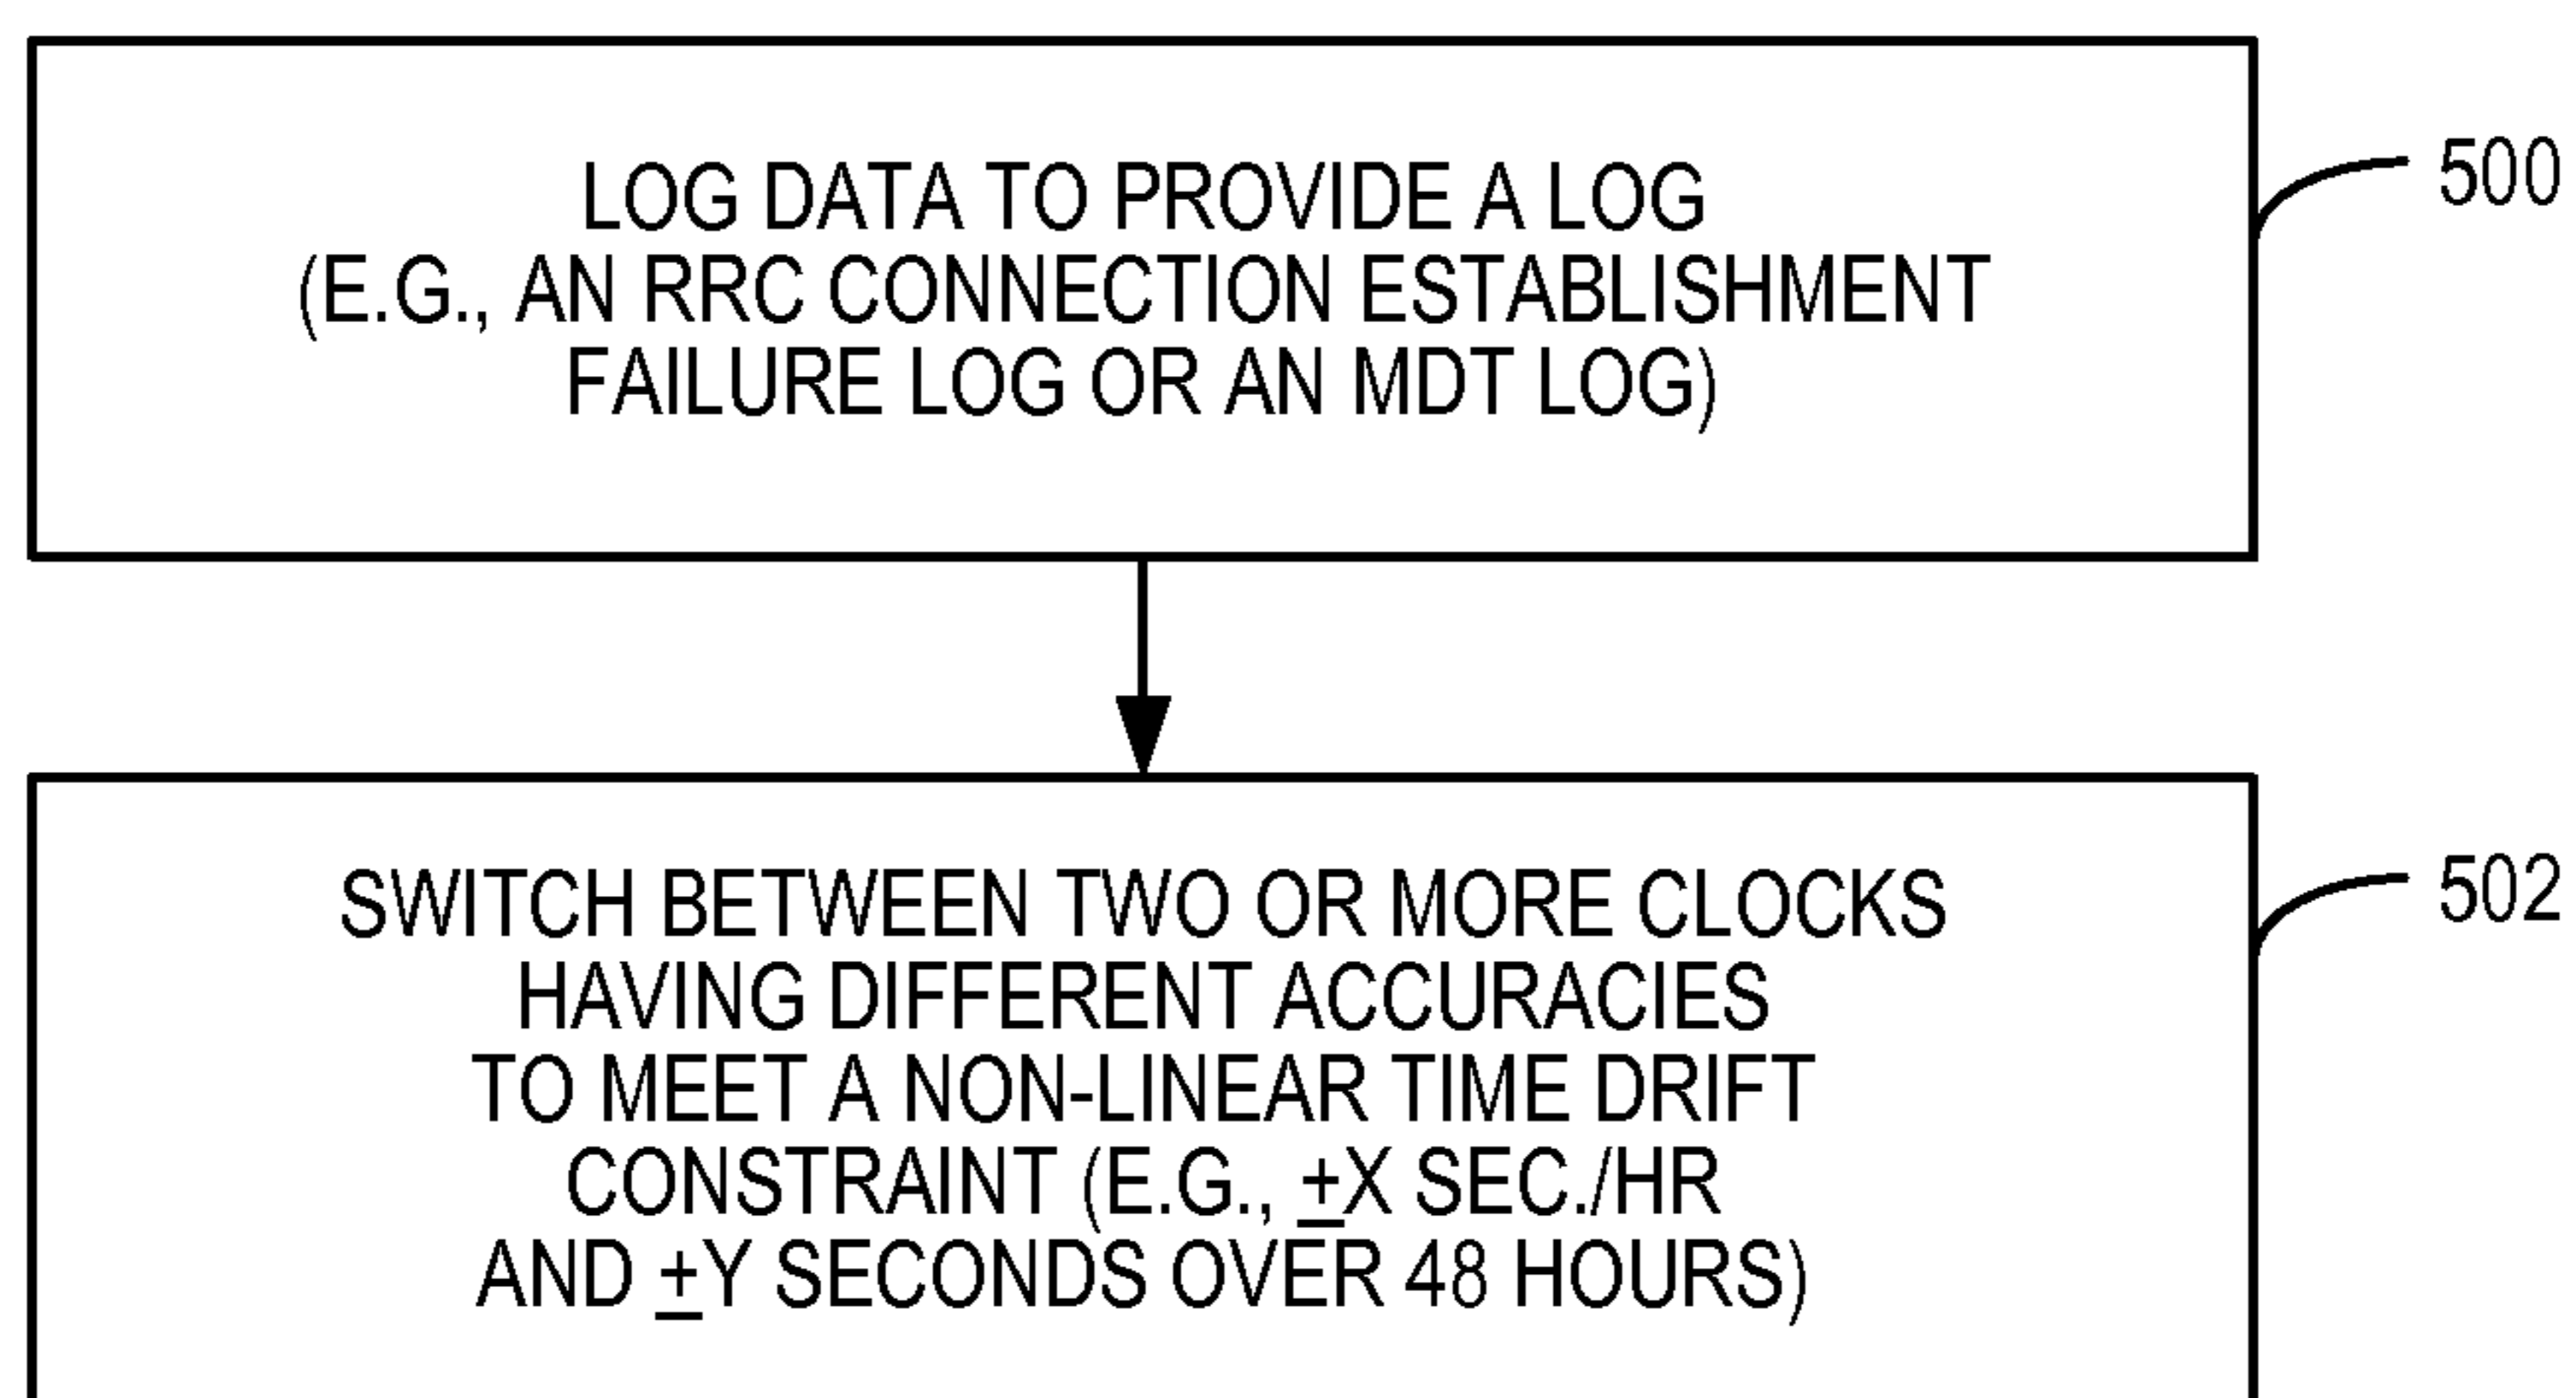 LOG DATA TO PROVIDE A LOG
(E.G., AN RRC CONNECTION ESTABLISHMENT
FAILURE LOG OR AN MDT LOG)
500
SWITCH BETWEEN TWO OR MORE CLOCKS
HAVING DIFFERENT ACCURACIES
TO MEET A NON-LINEAR TIME DRIFT
CONSTRAINT (E.G., ±X SEC./HR
AND ±Y SECONDS OVER 48 HOURS)
502